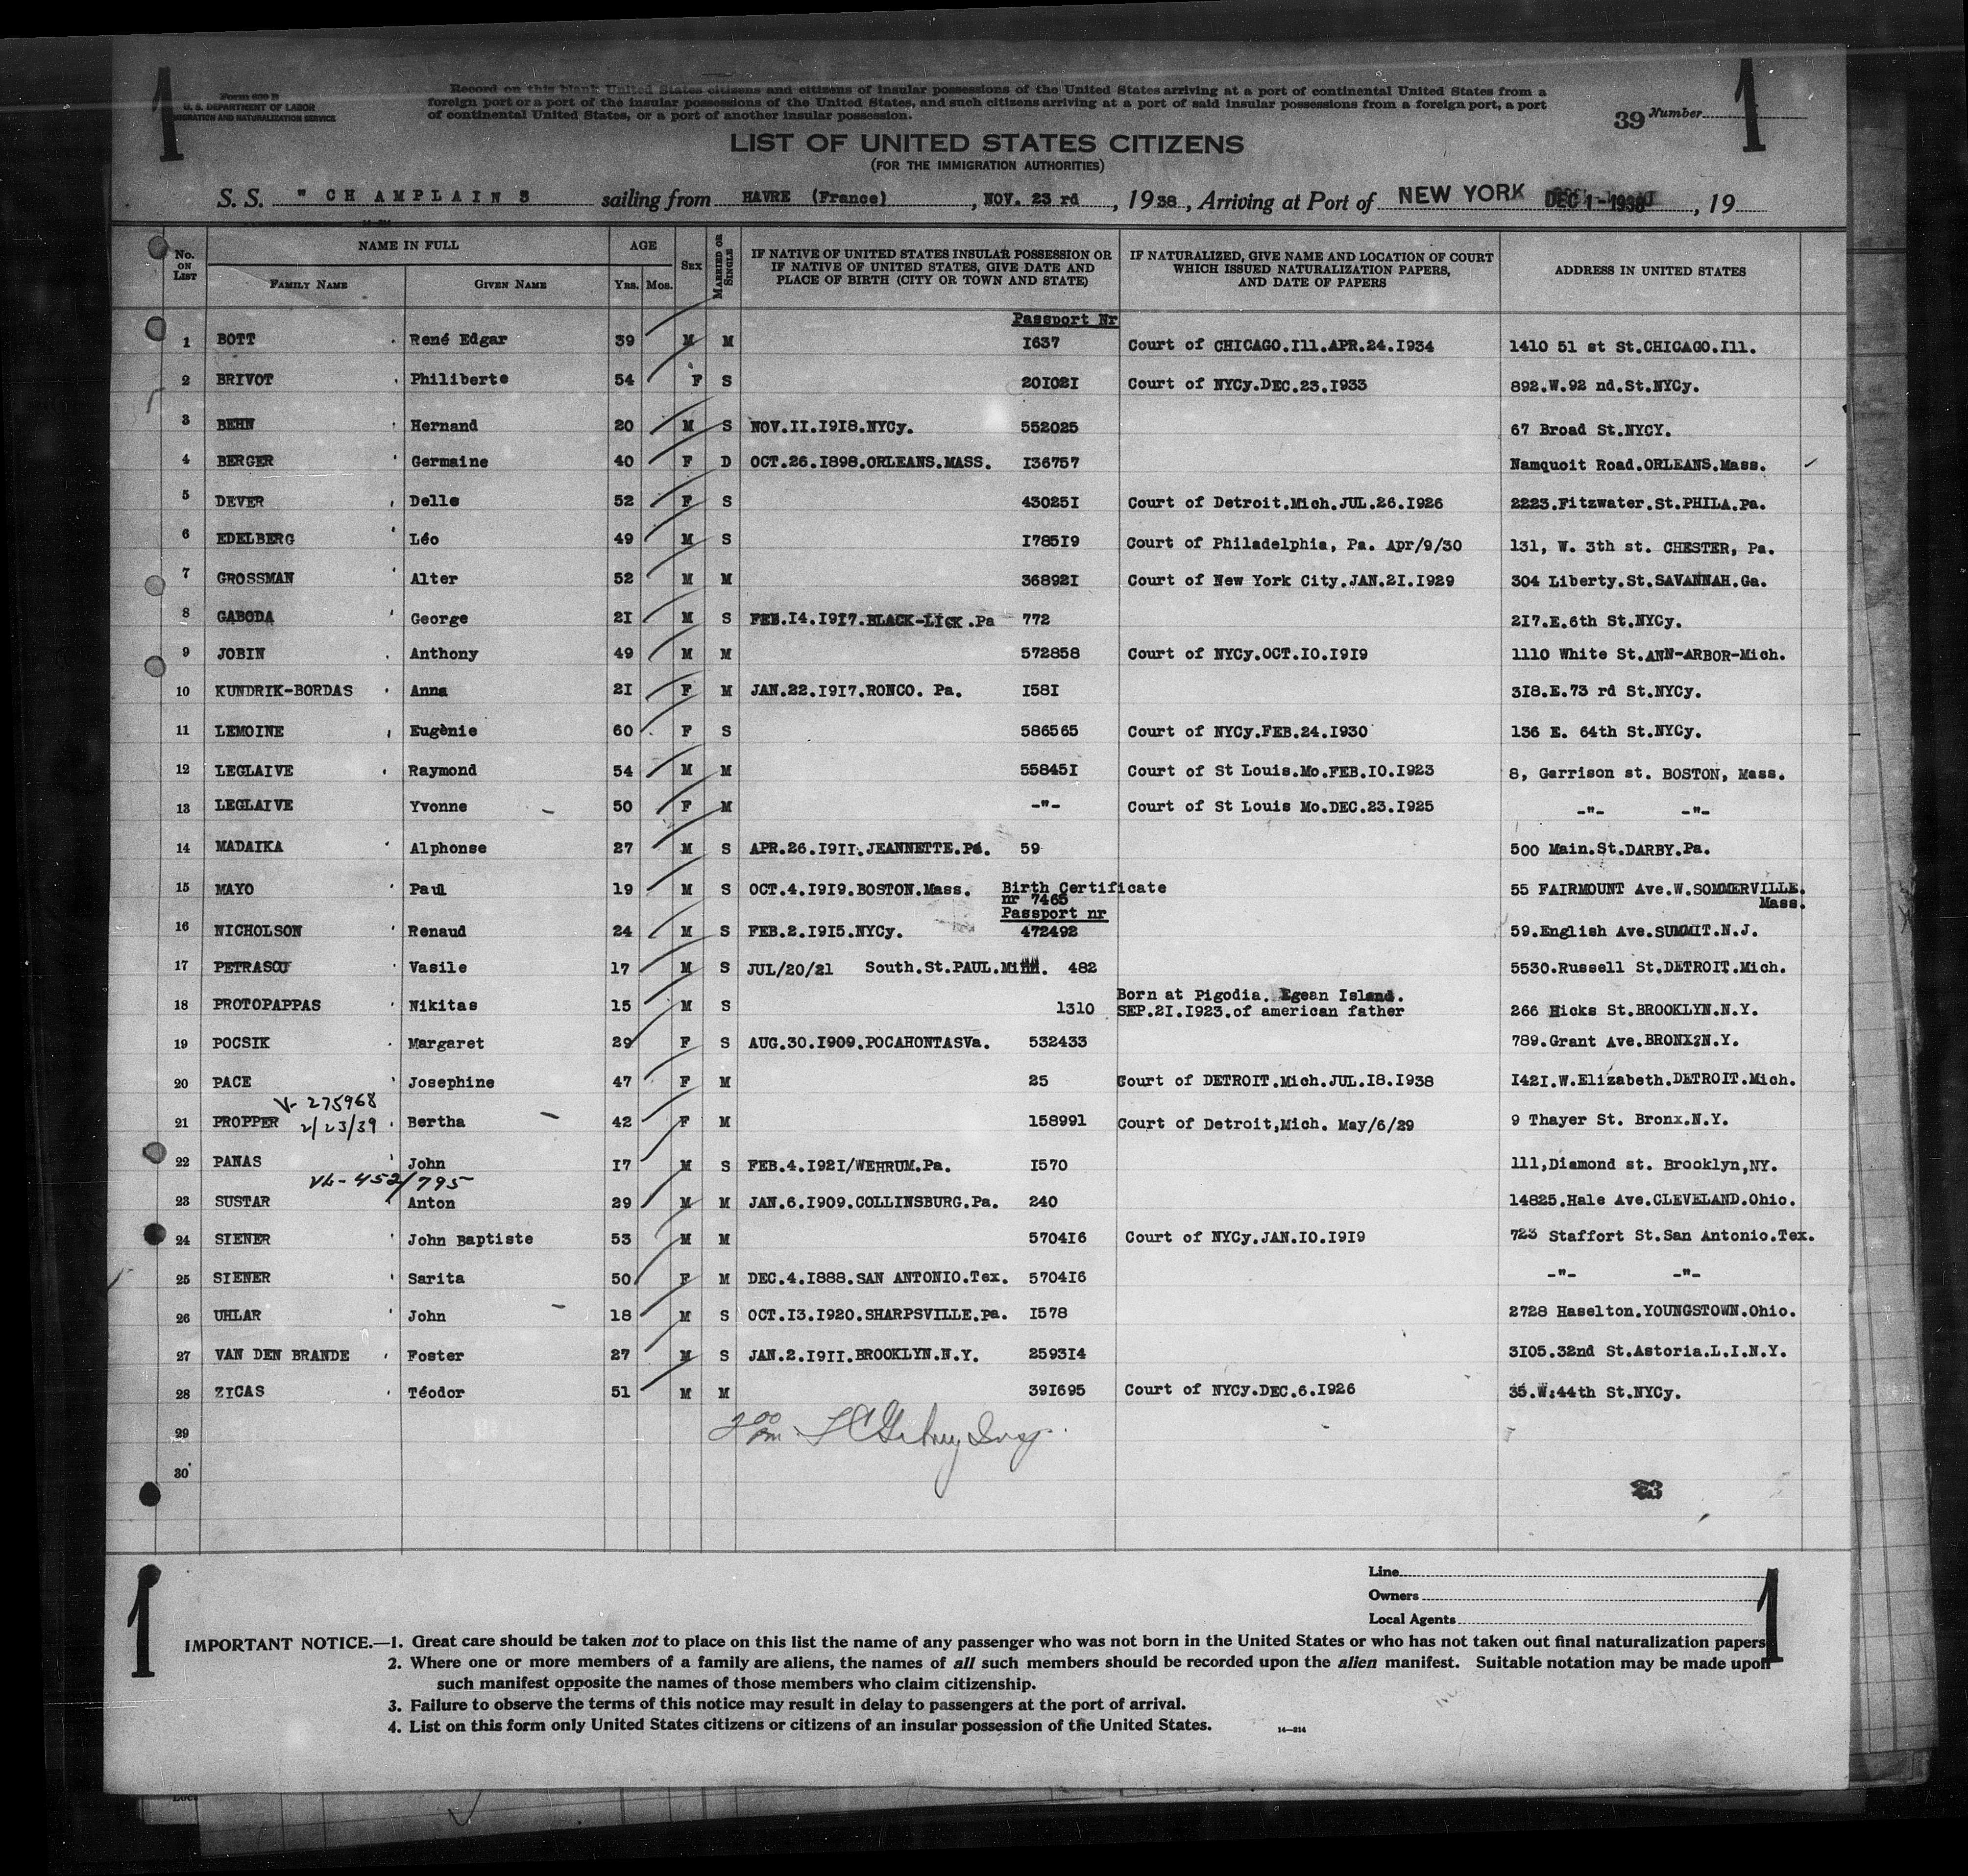 1 1
Form 630 B
U. S. DEPARTMENT OF LABOR
IMMIGRATION AND NATURALIZATION SERVICE
Record on this blank United States citizens and citizens of insular possessions of the United States arriving at a port of continental United States from a
foreign port or a port of the insular possessions of the United States, and such citizens arriving at a port of said insular possessions from a foreign port, a port
of continental United States, or a port of another insular possession.
39 Number
LIST OF UNITED STATES CITIZENS
(FOR THE IMMIGRATION AUTHORITIES)
S. S. "CHAMPLAIN S sailing from HAVRE (France), NOV. 23 rd, 1938, Arriving at Port of NEW YORK DEC 1 - 1938, 19
No. ON LIST NAME IN FULL FAMILY NAME GIVEN NAME AGE Yrs. Mos. SEX MARRIED OR SINGLE IF NATIVE OF UNITED STATES INSULAR POSSESSION OR IF NATIVE OF UNITED STATES, GIVE DATE AND PLACE OF BIRTH (CITY OR TOWN AND STATE) IF NATURALIZED, GIVE NAME AND LOCATION OF COURT WHICH ISSUED NATURALIZATION PAPERS, AND DATE OF PAPERS ADDRESS IN UNITED STATES
Passport Nr
1 BOTT René Edgar 39 M M I637 Court of CHICAGO.Ill.APR.24.I934 1410 51 st St.CHICAGO.Ill.
2 BRIVOT Philiberte 54 F S 20I02I Court of NYCy.DEC.23.I933 892.W.92 nd.St.NYCy.
3 BEHN Hernand 20 M S NOV.II.I9I8.NYCy. 552025 67 Broad St.NYCY.
4 BERGER Germaine 40 F D OCT.26.I898.ORLEANS.MASS. I36757 Namquoit Road.ORLEANS.Mass.
5 DEVER Delle 52 F S 43025I Court of Detroit.Mich.JUL.26.I926 2223.Fitzwater.St.PHILA.Pa.
6 EDELBERG Léo 49 M S I785I9 Court of Philadelphia, Pa. Apr/9/30 131, W. 3th st. CHESTER, Pa.
7 GROSSMAN Alter 52 M M 36892I Court of New York City.JAN.2I.I929 304 Liberty.St.SAVANNAH.Ga.
8 GABODA George 2I M S FEB.I4.I9I7.BLACK-LICK.Pa 772 2I7.E.6th St.NYCy.
9 JOBIN Anthony 49 M M 572858 Court of NYCy.OCT.IO.I9I9 1110 White St.ANN-ARBOR-Mich.
10 KUNDRIK-BORDAS Anna 2I F M JAN.22.I9I7.RONCO. Pa. I58I 3I8.E.73 rd St.NYCy.
11 LEMOINE Eugènie 60 F S 586565 Court of NYCy.FEB.24.I930 136 E. 64th St.NYCy.
12 LEGLAIVE Raymond 54 M M 55845I Court of St Louis.Mo.FEB.IO.I923 8, Garrison st. BOSTON, Mass.
13 LEGLAIVE Yvonne 50 F M -"- Court of St Louis Mo.DEC.23.I925 -"- -"-
14 MADAIKA Alphonse 27 M S APR.26.I9II.JEANNETTE.Pa. 59 500 Main.St.DARBY.Pa.
15 MAYO Paul I9 M S OCT.4.I9I9.BOSTON.Mass. Birth Certificate 55 FAIRMOUNT Ave.W.SOMMERVILLE.
nr 7465 Mass.
Passport nr
16 NICHOLSON Renaud 24 M S FEB.2.I9I5.NYCy. 472492 59.English Ave.SUMMIT.N.J.
17 PETRASCU Vasile I7 M S JUL/20/21 South.St.PAUL.Minn. 482 5530.Russell St.DETROIT.Mich.
Born at Pigodia. Egean Island.
18 PROTOPAPPAS Nikitas 15 M S 1310 SEP.2I.I923.of american father 266 Hicks St.BROOKLYN.N.Y.
19 POCSIK Margaret 29 F S AUG.30.I909.POCAHONTASVa. 532433 789.Grant Ave.BRONX.N.Y.
20 PACE Josephine 47 F M 25 Court of DETROIT.Mich.JUL.I8.I938 I42I.W.Elizabeth.DETROIT.Mich.
V- 275968
21 PROPPER 2/23/39 Bertha 42 F M 158991 Court of Detroit,Mich. May/6/29 9 Thayer St. Bronx.N.Y.
22 PANAS John I7 M S FEB.4.I92I/WEHRUM.Pa. I570 111,Diamond st. Brooklyn,NY.
VL-452/795
23 SUSTAR Anton 29 M M JAN.6.I909.COLLINSBURG.Pa. 240 14825.Hale Ave.CLEVELAND.Ohio.
24 SIENER John Baptiste 53 M M 5704I6 Court of NYCy.JAN.IO.I9I9 723 Staffort St.San Antonio.Tex.
25 SIENER Sarita 50 F M DEC.4.I888.SAN ANTONIO.Tex. 5704I6 -"- -"-
26 UHLAR John 18 M S OCT.I3.I920.SHARPSVILLE.pa. I578 2728 Haselton.YOUNGSTOWN.Ohio.
27 VAN DEN BRANDE Foster 27 M S JAN.2.I9II.BROOKLYN.N.Y. 2593I4 3I05.32nd St.Astoria.L.I.N.Y.
28 ZICAS Téodor 51 M M 39I695 Court of NYCy.DEC.6.I926 35.W.44th St.NYCy.
29
30
Line
Owners
Local Agents
1 1
IMPORTANT NOTICE.—1. Great care should be taken not to place on this list the name of any passenger who was not born in the United States or who has not taken out final naturalization papers
2. Where one or more members of a family are aliens, the names of all such members should be recorded upon the alien manifest. Suitable notation may be made upon
such manifest opposite the names of those members who claim citizenship.
3. Failure to observe the terms of this notice may result in delay to passengers at the port of arrival.
4. List on this form only United States citizens or citizens of an insular possession of the United States. 14—214